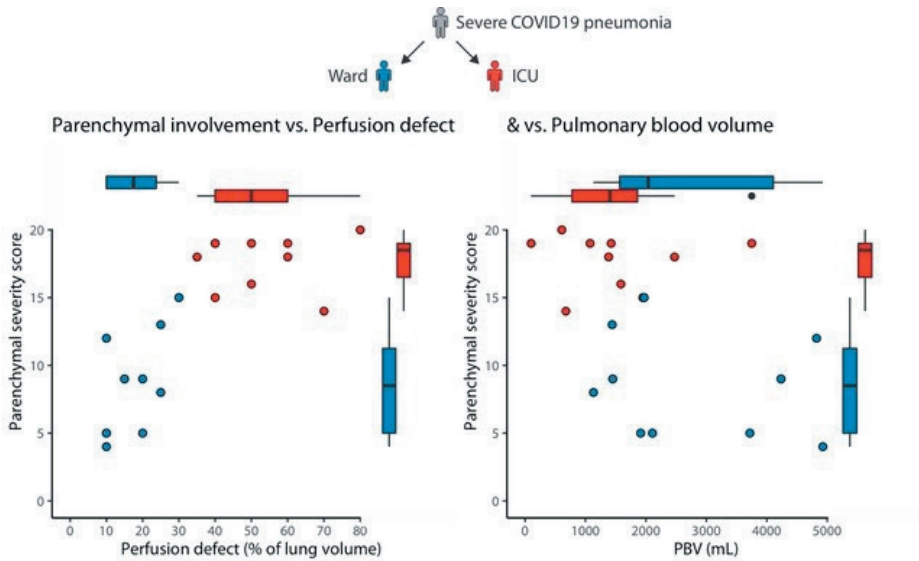 Severe COVID19 pneumonia
Ward
ICU
Parenchymal involvement vs. Perfusion defect
& vs. Pulmonary blood volume
Parenchymal severity score
20
15
10
5
0
0 10 20 30 40 50 60 70 80
Perfusion defect (% of lung volume)
Parenchymal severity score
20
15
10
5
0
0 1000 2000 3000 4000 5000
PBV (mL)